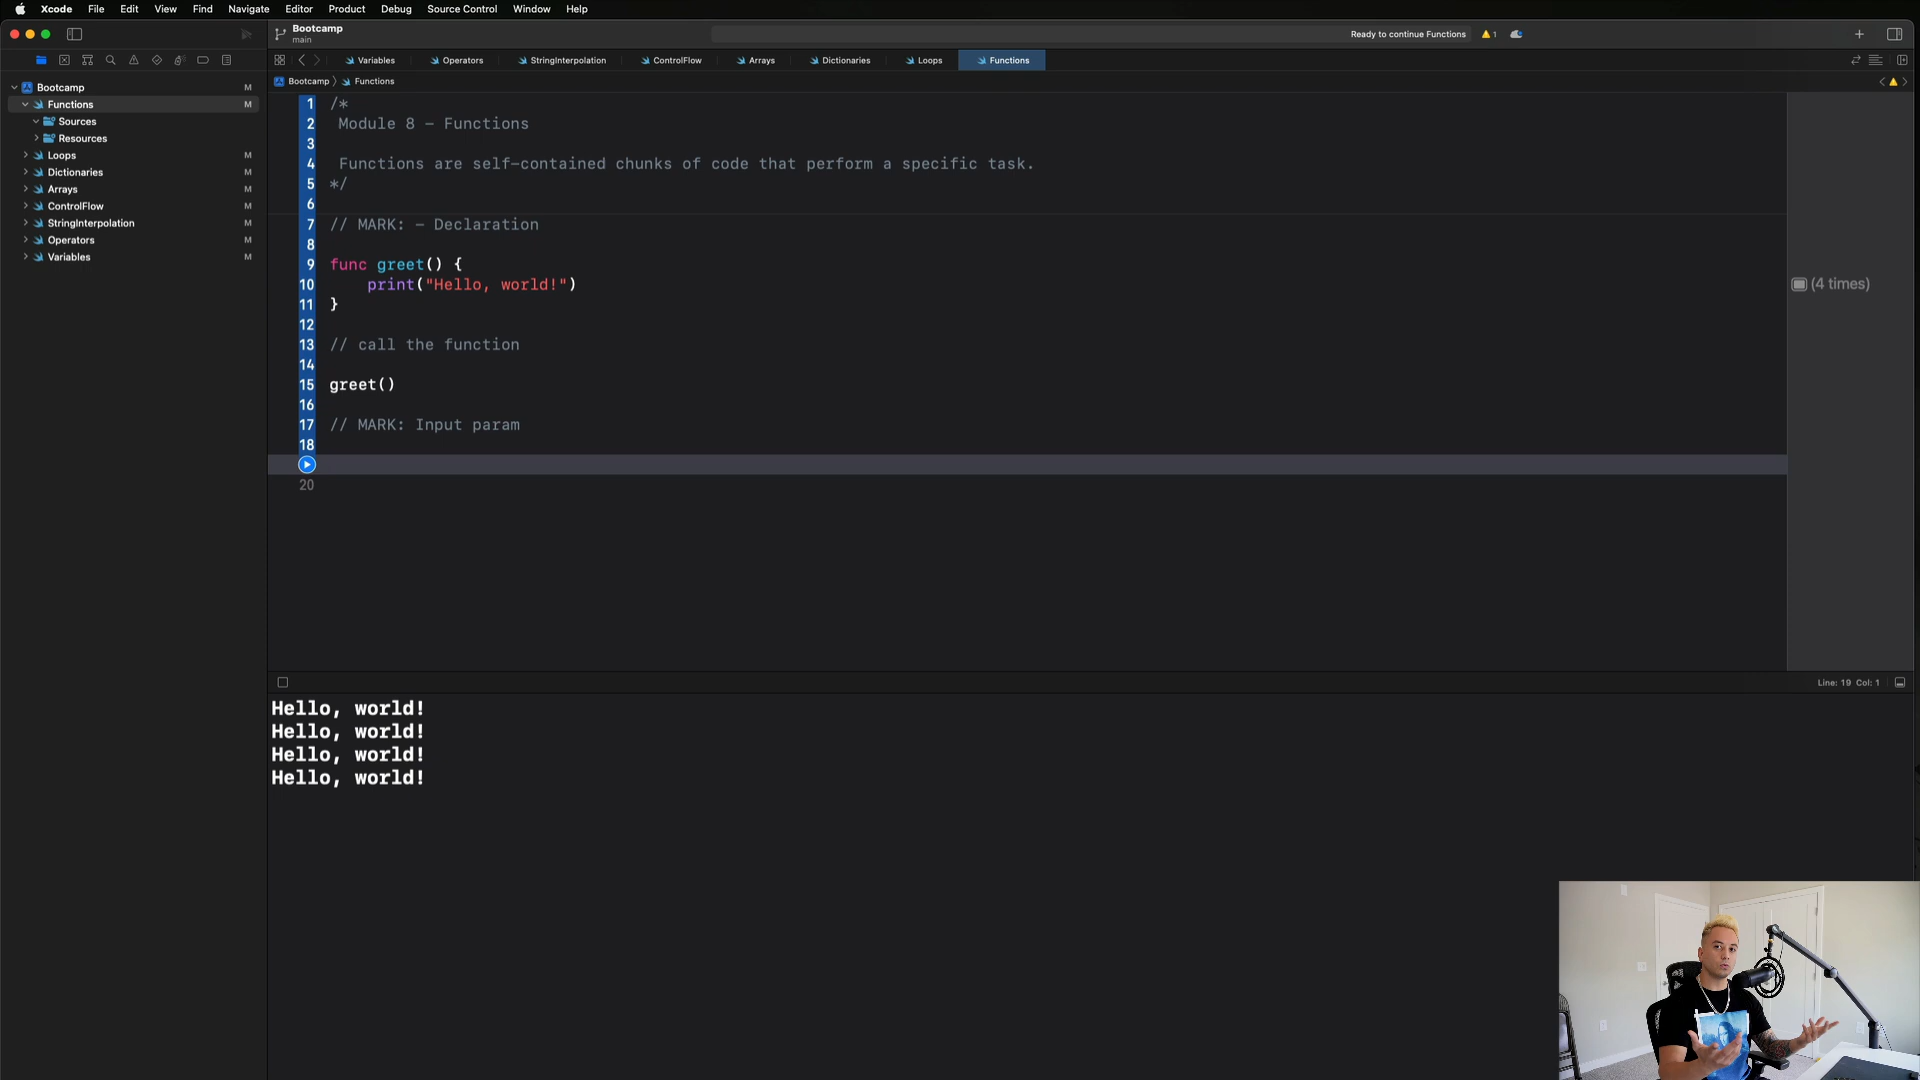 Xcode File Edit View Find Navigate Editor Product Debug Source Control Window Help
Bootcamp
main
Ready to continue Functions
1
Variables
Operators
StringInterpolation
ControlFlow
Arrays
Dictionaries
Loops
Functions
Bootcamp
Functions
Bootcamp M
Functions M
Sources
Resources
Loops M
Dictionaries M
Arrays M
ControlFlow M
StringInterpolation M
Operators M
Variables M
1 /*
2 Module 8 – Functions
3
4 Functions are self-contained chunks of code that perform a specific task.
5 */
6
7 // MARK: – Declaration
8
9 func greet() {
10 print("Hello, world!")
11 }
12
13 // call the function
14
15 greet()
16
17 // MARK: Input param
18
20
(4 times)
Line: 19 Col: 1
Hello, world!
Hello, world!
Hello, world!
Hello, world!